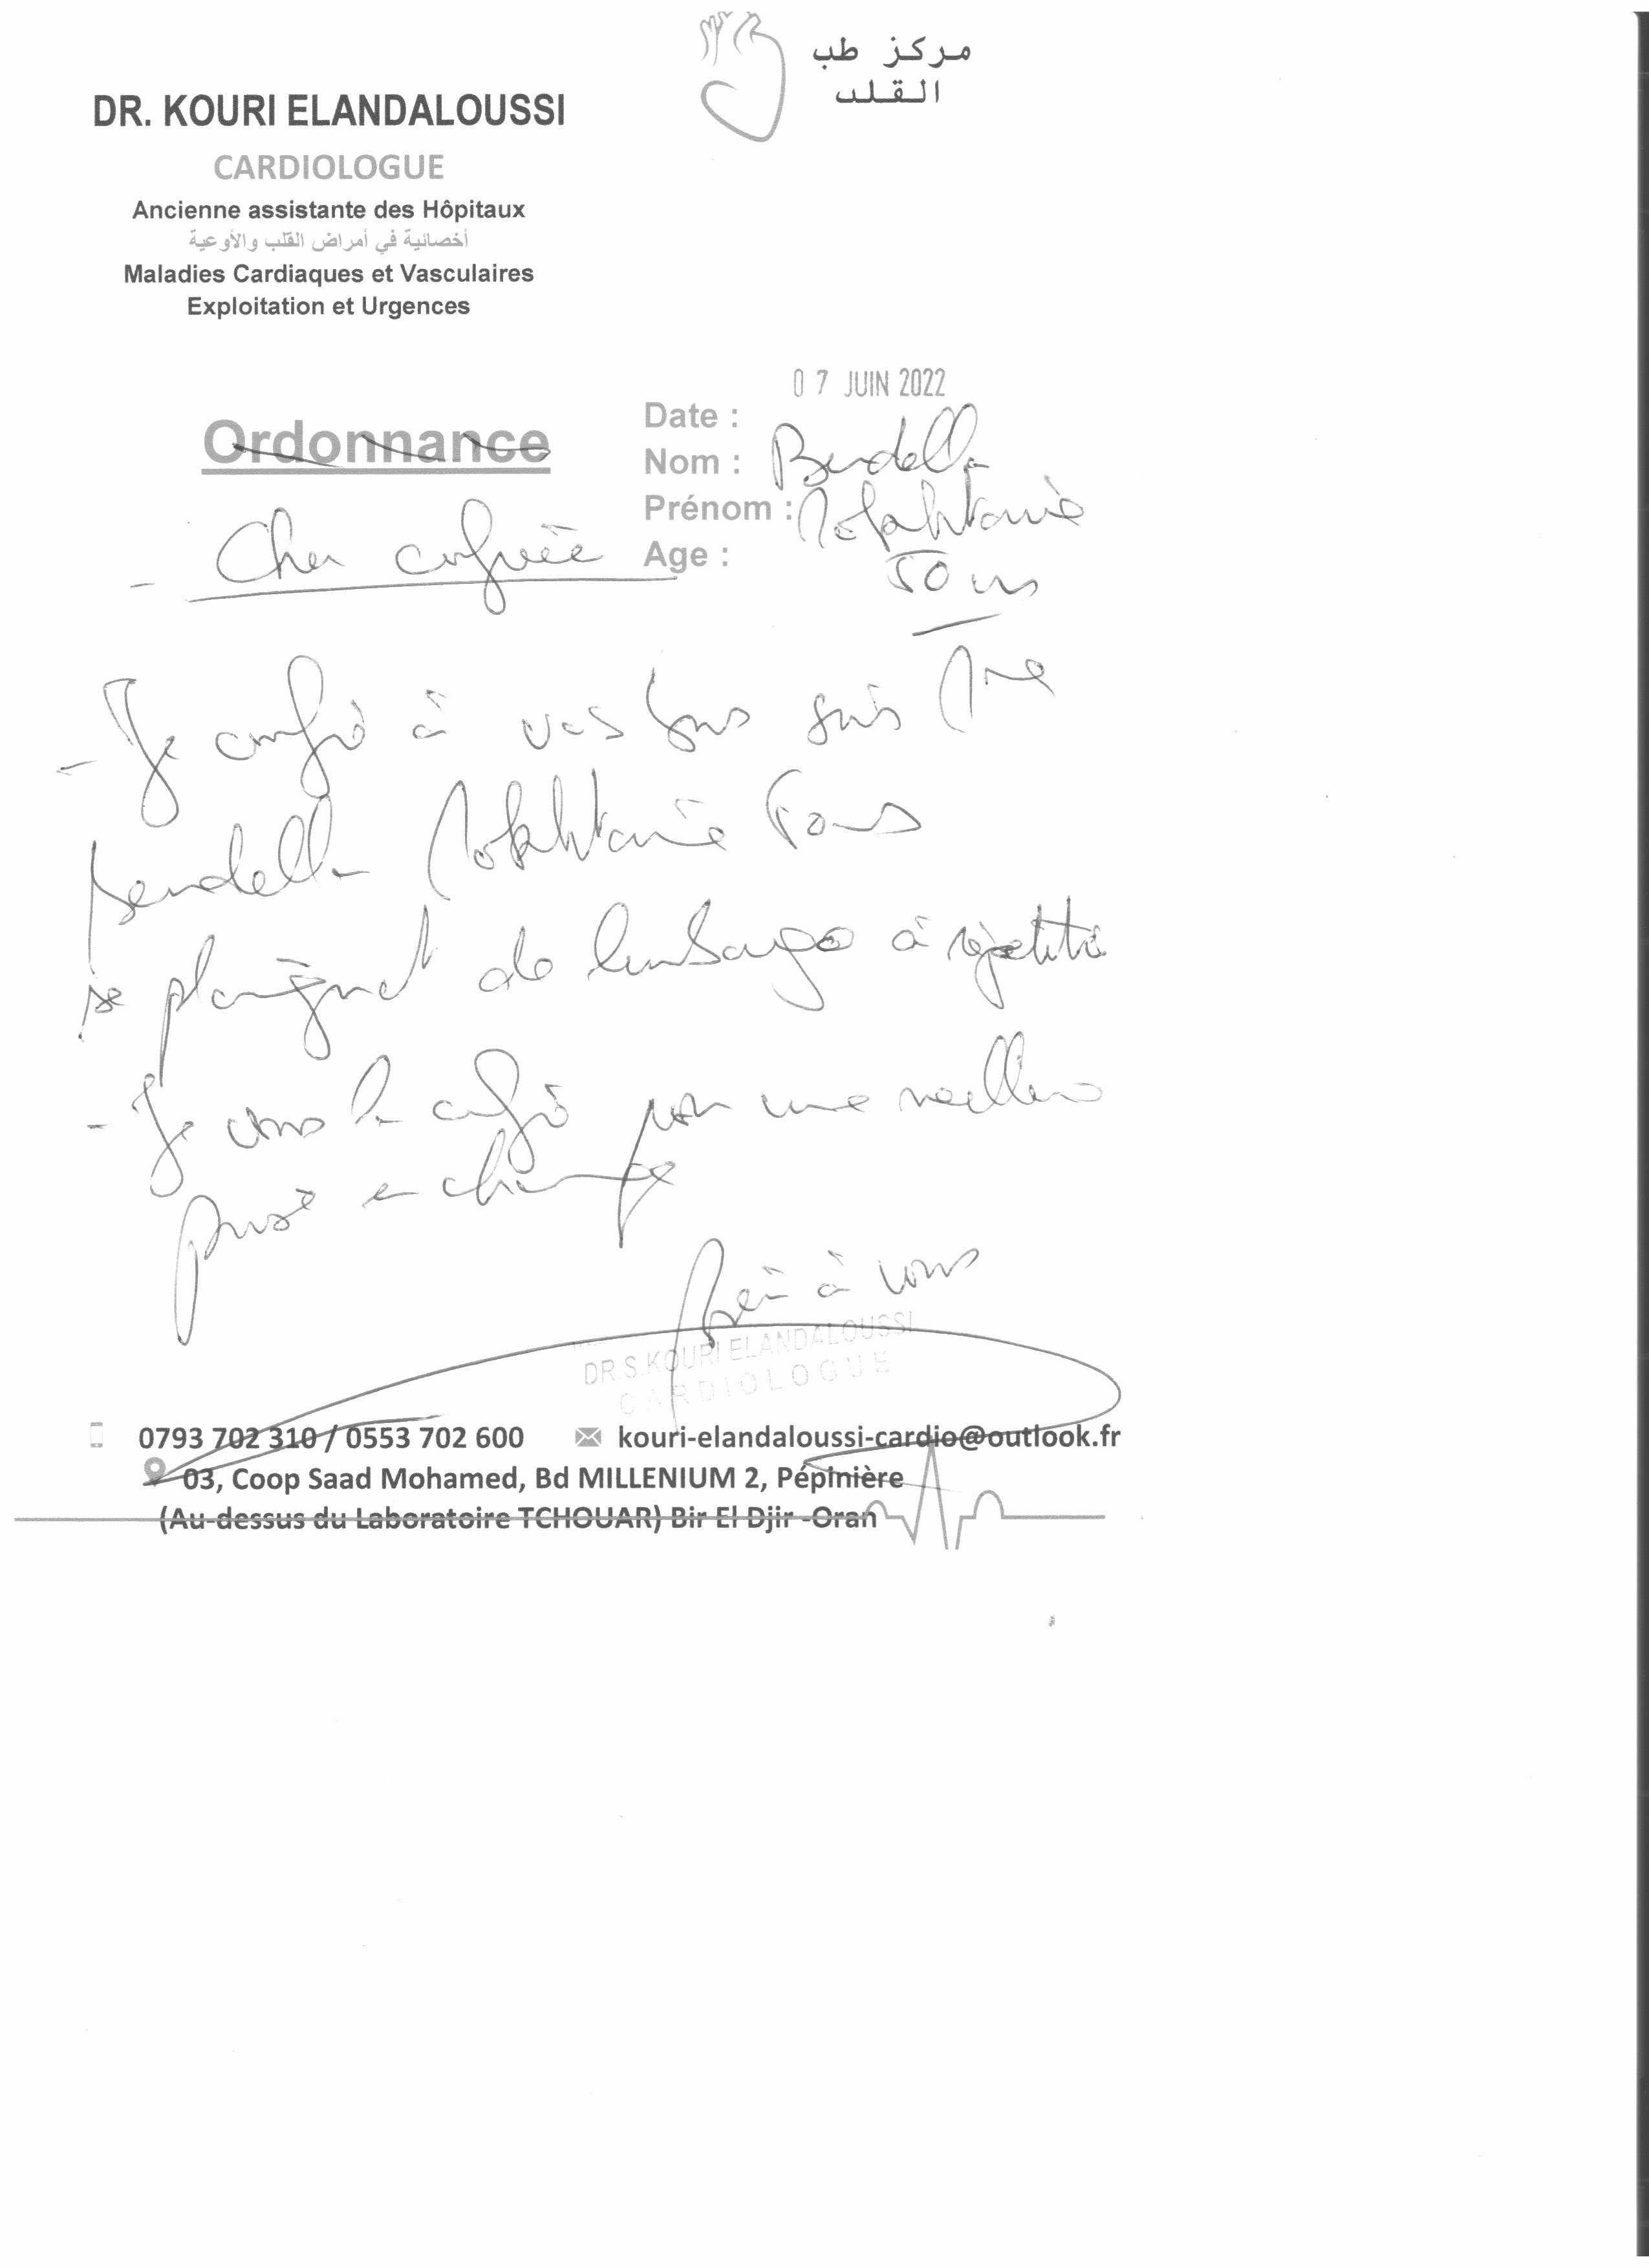 مركز طب
القلب
DR. KOURI ELANDALOUSSI
CARDIOLOGUE
Ancienne assistante des Hôpitaux
أخصائية في أمراض القلب والأوعية
Maladies Cardiaques et Vasculaires
Exploitation et Urgences
07 JUIN 2022
Ordonnance
Date :
Nom : Bendella
Prénom : Mokhtaria
Age : 50 ans
- Cher confrère
- Je confie à vos bons soins Mme
Bendella Mokhtaria 50 ans
se plaignant de lumbago à répétition
- Je vous la confie pour une meilleure
prise en charge
à vous
DR.S.KOURI ELANDALOUSSI
CARDIOLOGUE
0793 702 310 / 0553 702 600 kouri-elandaloussi-cardio@outlook.fr
03, Coop Saad Mohamed, Bd MILLENIUM 2, Pépinière
(Au-dessus du Laboratoire TCHOUAR) Bir El Djir -Oran